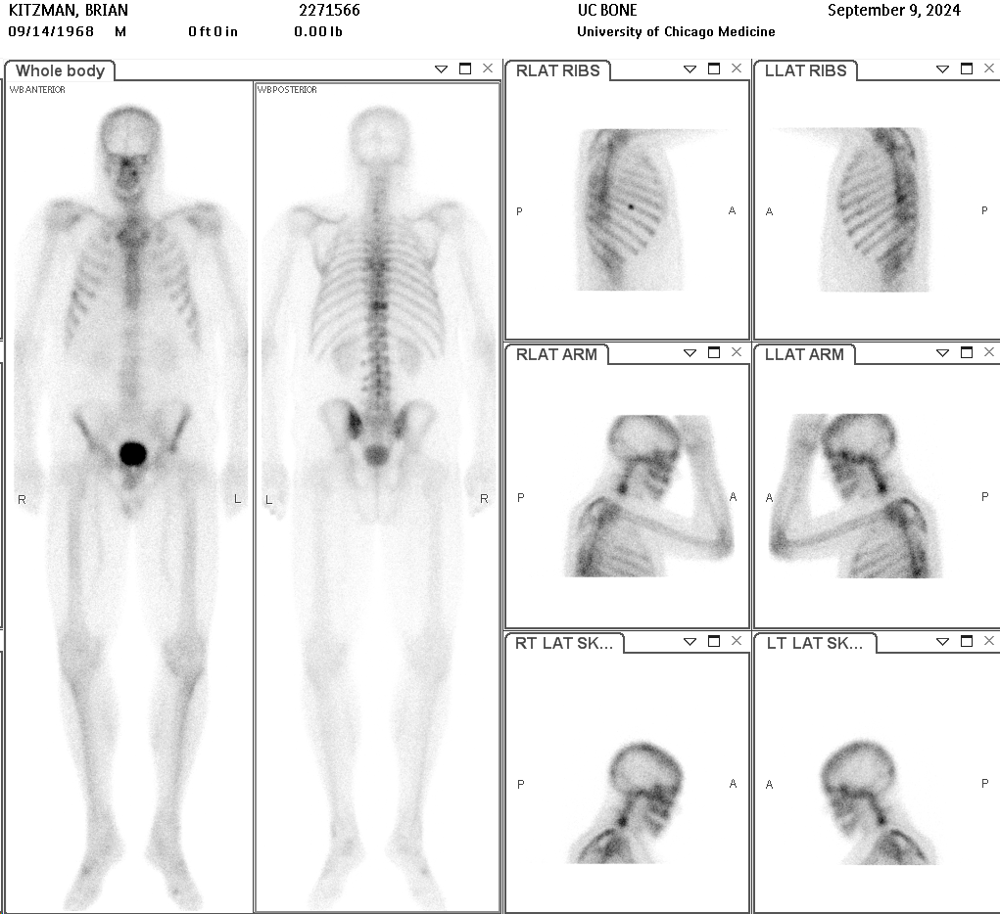 KITZMAN, BRIAN 2271566 UC BONE September 9, 2024
09/14/1968 M 0 ft 0 in 0.00 lb University of Chicago Medicine
Whole body
RLAT RIBS
LLAT RIBS
WB ANTERIOR
WB POSTERIOR
P A
A P
RLAT ARM
LLAT ARM
R L
L R
P A
A P
RT LAT SK...
LT LAT SK...
P A
A P